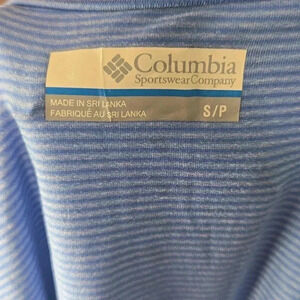 Columbia
Sportswear Company
MADE IN SRI LANKA
FABRIQUÉ AU SRI LANKA
S/P